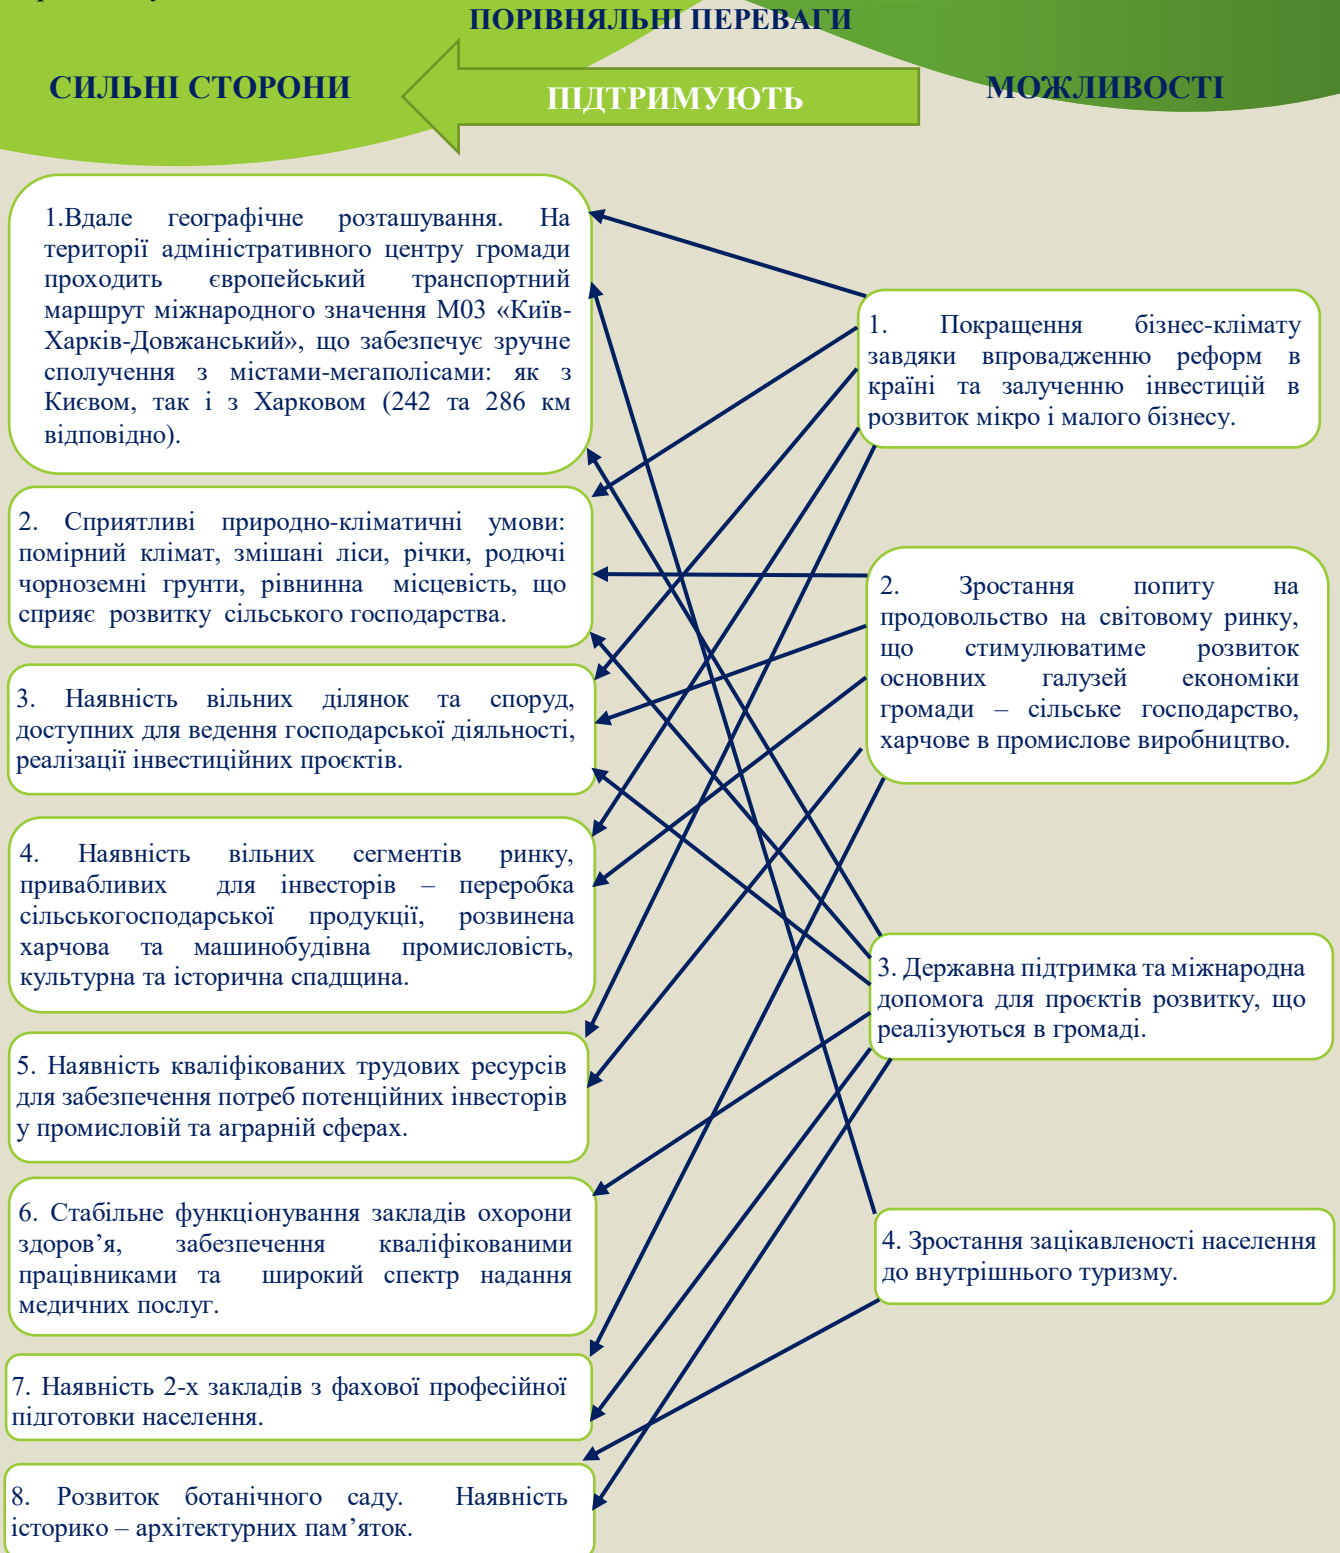 ПОРІВНЯЛЬНІ ПЕРЕВАГИ
СИЛЬНІ СТОРОНИ
ПІДТРИМУЮТЬ
МОЖЛИВОСТІ
1.Вдале географічне розташування. На
території адміністративного центру громади
проходить європейський транспортний
маршрут міжнародного значення М03 «Київ-
Харків-Довжанський», що забезпечує зручне
сполучення з містами-мегаполісами: як з
Києвом, так і з Харковом (242 та 286 км
відповідно).
2. Сприятливі природно-кліматичні умови:
помірний клімат, змішані ліси, річки, родючі
чорноземні грунти, рівнинна місцевість, що
сприяє розвитку сільського господарства.
3. Наявність вільних ділянок та споруд,
доступних для ведення господарської діяльності,
реалізації інвестиційних проєктів.
4. Наявність вільних сегментів ринку,
привабливих для інвесторів – переробка
сільськогосподарської продукції, розвинена
харчова та машинобудівна промисловість,
культурна та історична спадщина.
5. Наявність кваліфікованих трудових ресурсів
для забезпечення потреб потенційних інвесторів
у промисловій та аграрній сферах.
6. Стабільне функціонування закладів охорони
здоров’я, забезпечення кваліфікованими
працівниками та широкий спектр надання
медичних послуг.
7. Наявність 2-х закладів з фахової професійної
підготовки населення.
8. Розвиток ботанічного саду. Наявність
історико – архітектурних пам’яток.
1. Покращення бізнес-клімату
завдяки впровадженню реформ в
країні та залученню інвестицій в
розвиток мікро і малого бізнесу.
2. Зростання попиту на
продовольство на світовому ринку,
що стимулюватиме розвиток
основних галузей економіки
громади – сільське господарство,
харчове в промислове виробництво.
3. Державна підтримка та міжнародна
допомога для проєктів розвитку, що
реалізуються в громаді.
4. Зростання зацікавленості населення
до внутрішнього туризму.